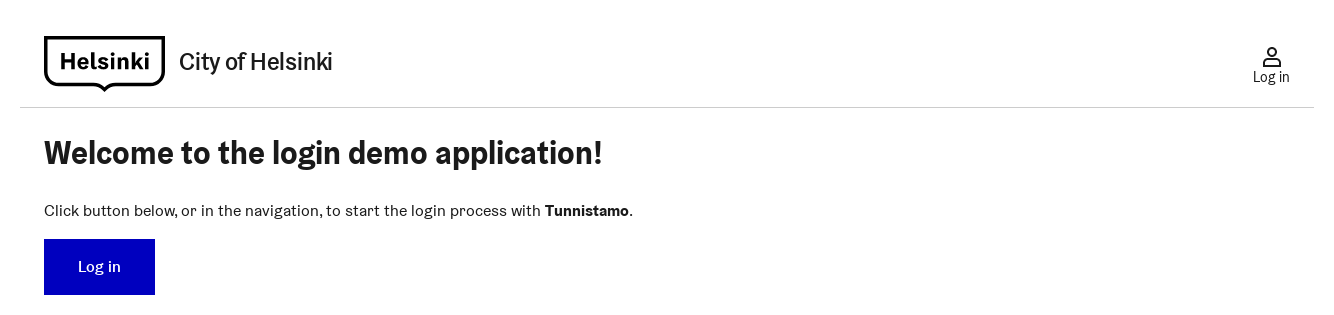 Helsinki City of Helsinki
Log in
Welcome to the login demo application!
Click button below, or in the navigation, to start the login process with Tunnistamo.
Log in